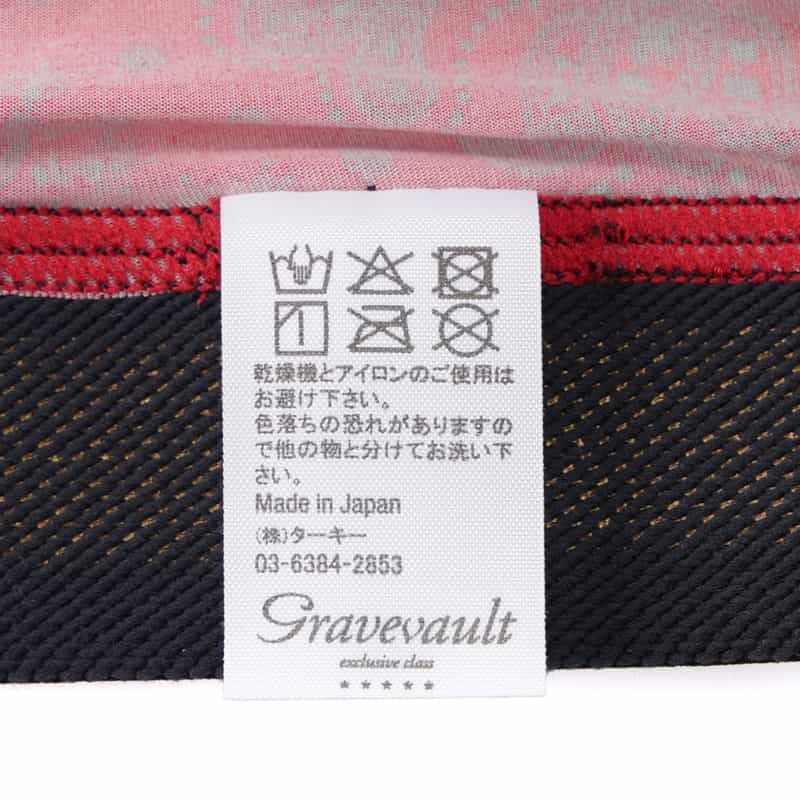 乾燥機とアイロンのご使用は
お避け下さい。
色落ちの恐れがありますの
で他の物と分けてお洗い下
さい。
Made in Japan
(株)ターキー
03-6384-2853
Gravevault
exclusive class
★★★★★